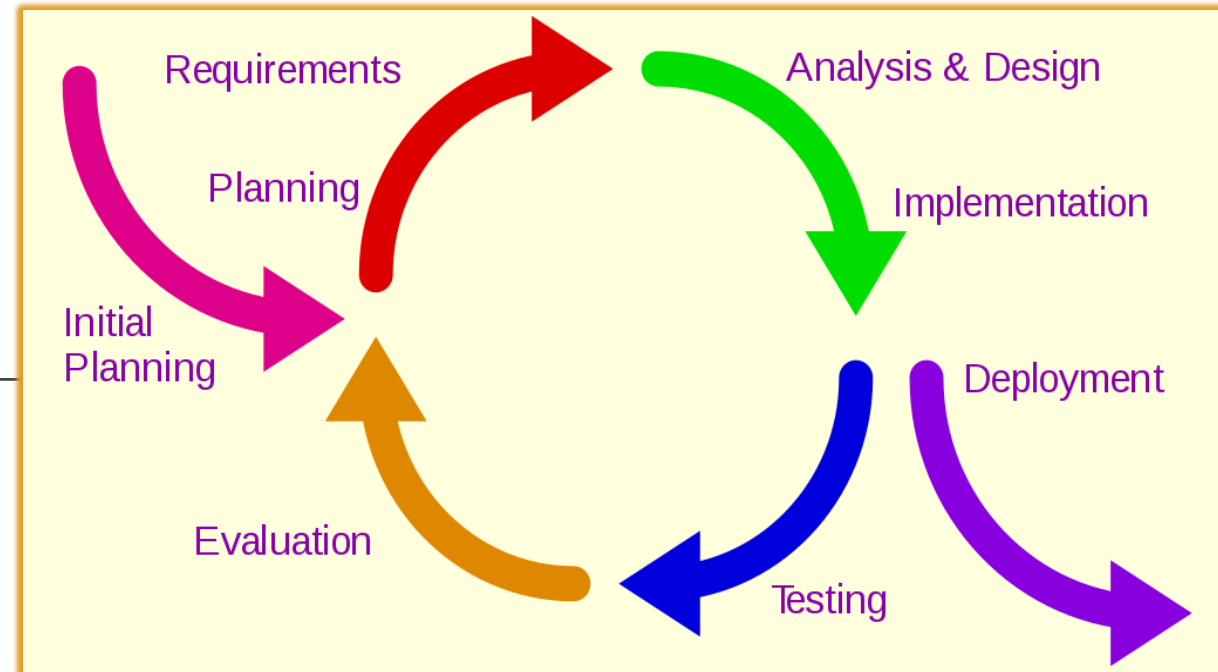 Requirements
Analysis & Design
Planning
Implementation
Initial
Planning
Deployment
Evaluation
Testing